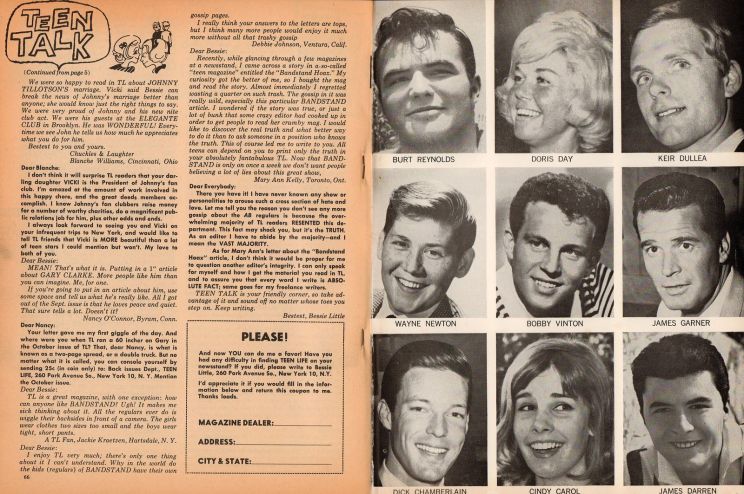 TEEN
TALK
(Continued from page 5)
We were so happy to read in TL about JOHNNY
TILLOTSON'S marriage. Vicki said Bessie can
break the news of Johnny's marriage better than
anyone; she would know just the right things to say.
We were very proud of Johnny and his new nite
club act. We were his guests at the ELEGANTE
CLUB in Brooklyn. He was WONDERFUL! Every-
time we see John he tells us how much he appreciates
what you do for him.
Bestest to you and yours.
Chuckles & Laughter
Blanche Williams, Cincinnati, Ohio
Dear Blanche:
I don't think it will surprise TL readers that your dar-
ling daughter VICKI is the President of Johnny's fan
club. I'm amazed at the amount of work involved in
this happy chore, and the great deeds members ac-
complish. I know Johnny's fan clubbers raise money
for a number of worthy charities, do a magnificent pub-
lic relations job for him, plus other odds and ends.
I always look forward to seeing you and Vicki on
your infrequent trips to New York, and would like to
tell TL friends that Vicki is MORE beautiful than a lot
of teen stars I could mention but won't. My love to
both of you.
Dear Bessie:
MEAN! That's what it is. Putting in a 1" article
about GARY CLARKE. More people like him than
you can imagine. Me, for one.
If you're going to put in an article about him, use
some space and tell us what he's really like. All I got
out of the Sept. issue is that he loves peace and quiet.
That sure tells a lot. Doesn't it?
Nancy O'Connor, Byram, Conn.
Dear Nancy:
Your letter gave me my first giggle of the day. And
where were you when TL ran a 60 incher on Gary in
the October issue of TL? That, dear Nancy, is what is
known as a two-page spread, or a double truck. But no
matter what it is called, you can console yourself by
sending 25¢ (in coin only) to: Back Issues Dept., TEEN
LIFE, 260 Park Avenue So., New York 10, N. Y. Mention
the October issue.
Dear Bessie:
TL is a great magazine, with one exception: how
can anyone like BANDSTAND! Ugh! It makes me
sick thinking about it. All the regulars ever do is
wiggle their backsides in front of a camera. The girls
wear clothes two sizes too small and the boys wear
tight, short pants.
A TL Fan, Jackie Kroetzen, Hartsdale, N. Y.
Dear Bessie:
I enjoy TL very much; there's only one thing
about it I can't understand. Why in the world do
the kids (regulars) of BANDSTAND have their own
66
gossip pages.
I really think your answers to the letters are tops,
but I think many more people would enjoy it much
more without all that trashy gossip
Debbie Johnson, Ventura, Calif.
Dear Bessie:
Recently, while glancing through a few magazines
at a newsstand, I came across a story in a.so-called
"teen magazine" entitled the "Bandstand Hoax." My
curiosity got the better of me, so I bought the mag
and read the story. Almost immediately I regretted
wasting a quarter on such trash. The gossip in it was
really wild, especially this particular BANDSTAND
article. I wondered if the story was true, or just a
lot of bunk that some crazy editor had cooked up in
order to get people to read her crumby mag. I would
like to discover the real truth and what better way
to do it than to ask someone in a position who knows
the truth. This of course led me to write to you. All
teens can depend on you to print only the truth in
your absolutely fantabulous TL. Now that BAND-
STAND is only on once a week we don't want people
believing a lot of lies about this great show.
Mary Ann Kelly, Toronto, Ont.
Dear Everybody:
There you have it! I have never known any show or
personalities to arouse such a cross section of hats and
love. Let me tell you the reason you don't see any more
gossip about the AB regulars is because the over-
whelming majority of TL readers RESENTED this de-
partment. This fact may shock you, but it's the TRUTH.
As an editor I have to abide by the majority—and I
mean the VAST MAJORITY.
As for Mary Ann's letter about the "Bandstand
Hoax" article, I don't think it would be proper for me
to question another editor's integrity. I can only speak
for myself and how I get the material you read in TL,
and to assure you that every word I write is ABSO-
LUTE FACT; same goes for my freelance writers.
TEEN TALK is your friendly corner, so take ad-
vantage of it and sound off no matter whose toes you
step on. Keep writing.
Bestest, Bessie Little
PLEASE!
And now YOU can do me a favor! Have you
had any difficulty in finding TEEN LIFE on your
newsstand? If you did, please write to Bessie
Little, 260 Park Avenue So., New York 10, N.Y.
I'd appreciate it if you would fill in the infor-
mation below and return this coupon to me.
Thanks loads.
MAGAZINE DEALER:
ADDRESS:
CITY & STATE:
BURT REYNOLDS
DORIS DAY
KEIR DULLEA
WAYNE NEWTON
BOBBY VINTON
JAMES GARNER
DICK CHAMBERLAIN
CINDY CAROL
JAMES DARREN